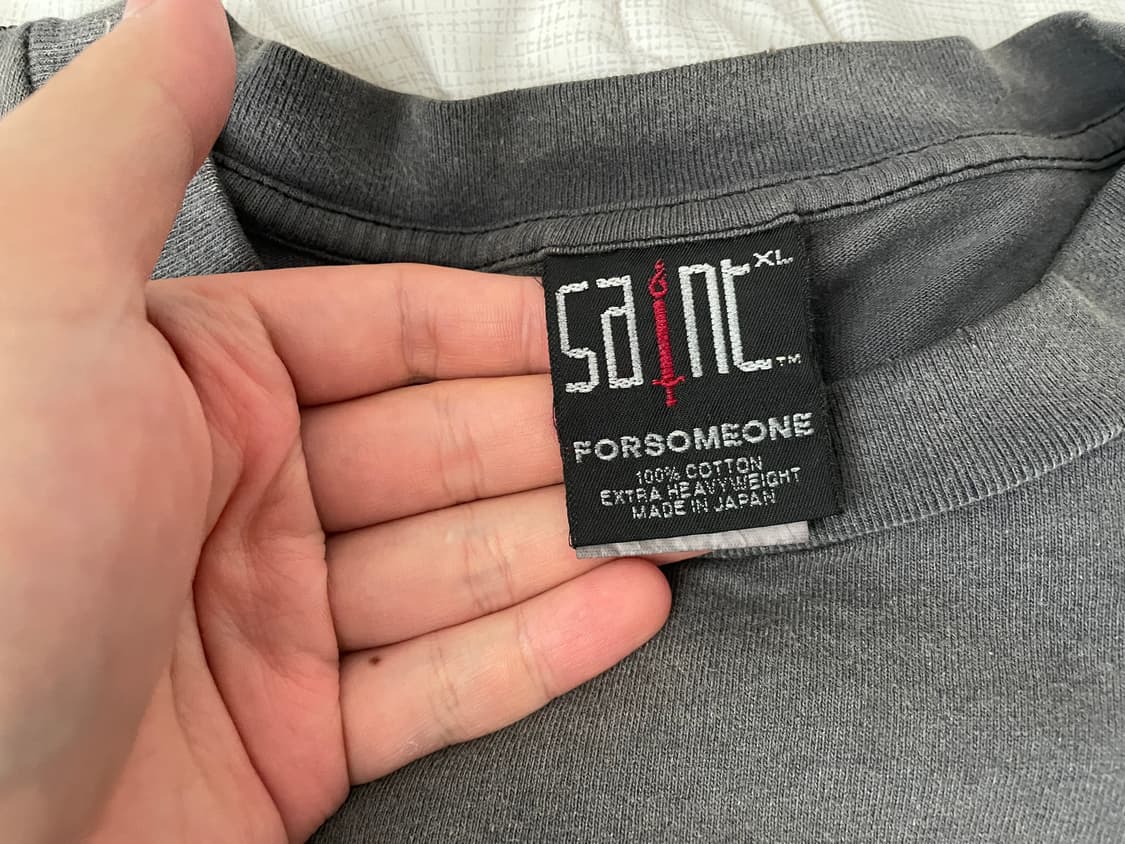 saint XL
TM
FORSOMEONE
100% COTTON
EXTRA HEAVYWEIGHT
MADE IN JAPAN